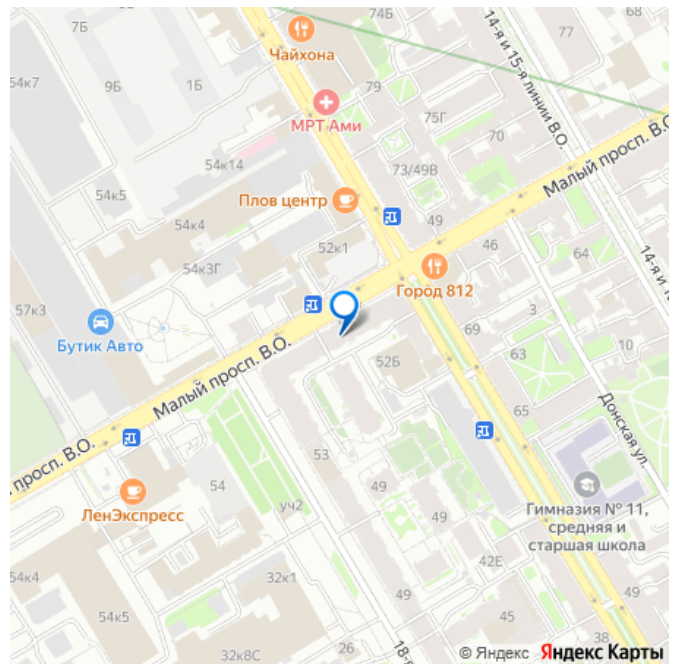 74Б
68
7Б
Чайхона
77
14-я и 15-я линии В.О.
54к7
9Б
1Б
79
МРТ Ами
75Г
70
54к14
73/49В
Малый просп. В.О.
54к5
Плов центр
54к4
49
52к1
46
64
54к3Г
Город 812
14-я и 1
57к3
3
69
10
Бутик Авто
Малый просп. В.О.
52Б
63
65
Донская ул.
й просп. В.О.
53
54
49
ЛенЭкспресс
уч2
49
Гимназия № 11,
средняя и
старшая школа
42Е
54к4
32к1
49
49
54к5
45
38
26
18-я
32к8С
© Яндекс Яндекс Карты